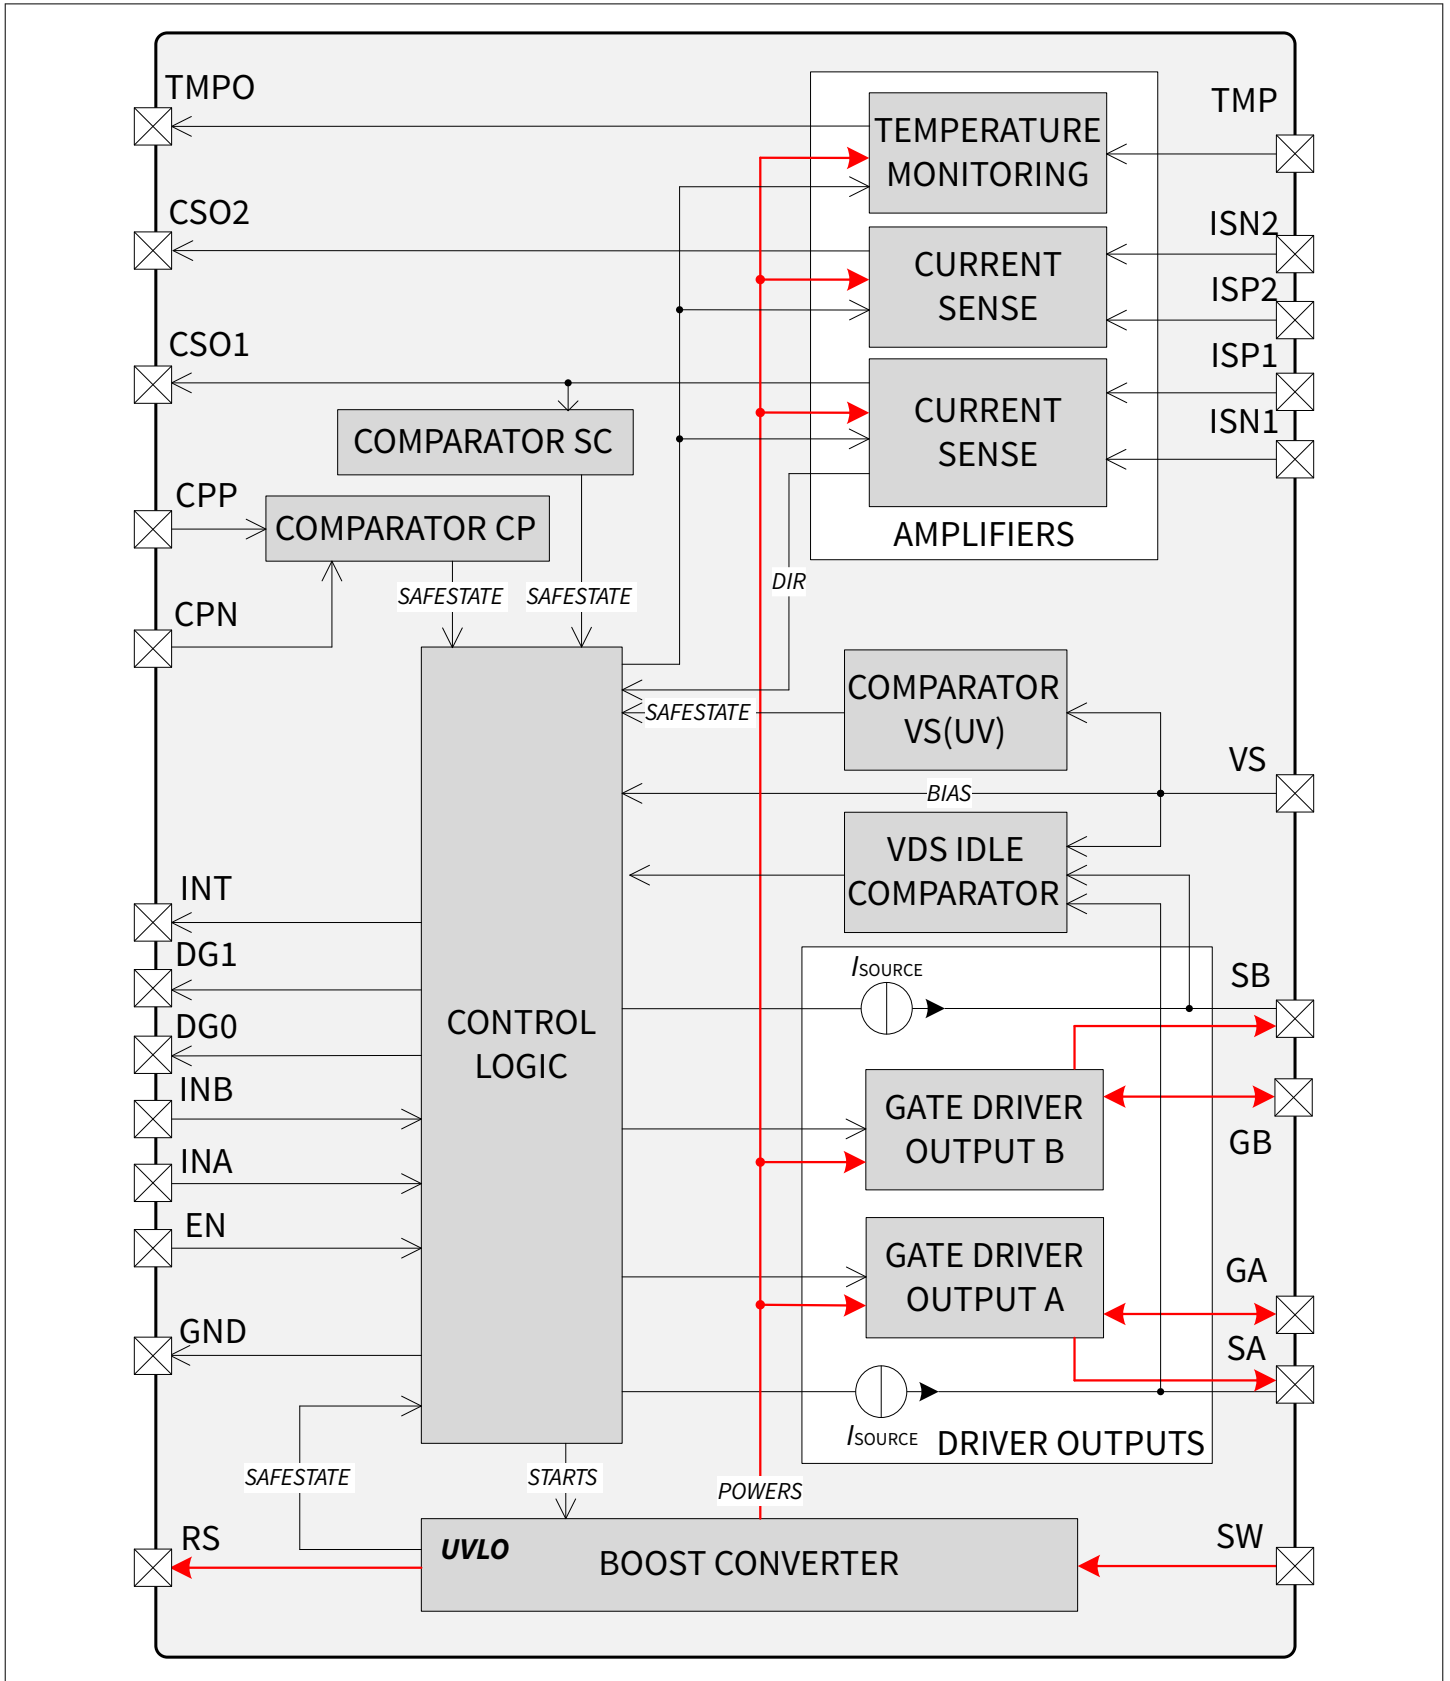 TMPO
TMP
TEMPERATURE
MONITORING
CSO2
ISN2
CURRENT
SENSE
ISP2
CSO1
ISP1
CURRENT
SENSE
ISN1
COMPARATOR SC
CPP
COMPARATOR CP
AMPLIFIERS
DIR
SAFESTATE
SAFESTATE
CPN
COMPARATOR
VS(UV)
SAFESTATE
VS
BIAS
VDS IDLE
COMPARATOR
INT
DG1
ISOURCE
SB
DG0
CONTROL
LOGIC
INB
GATE DRIVER
OUTPUT B
GB
INA
EN
GATE DRIVER
OUTPUT A
GA
GND
SA
ISOURCE
DRIVER OUTPUTS
SAFESTATE
STARTS
POWERS
RS
UVLO
BOOST CONVERTER
SW